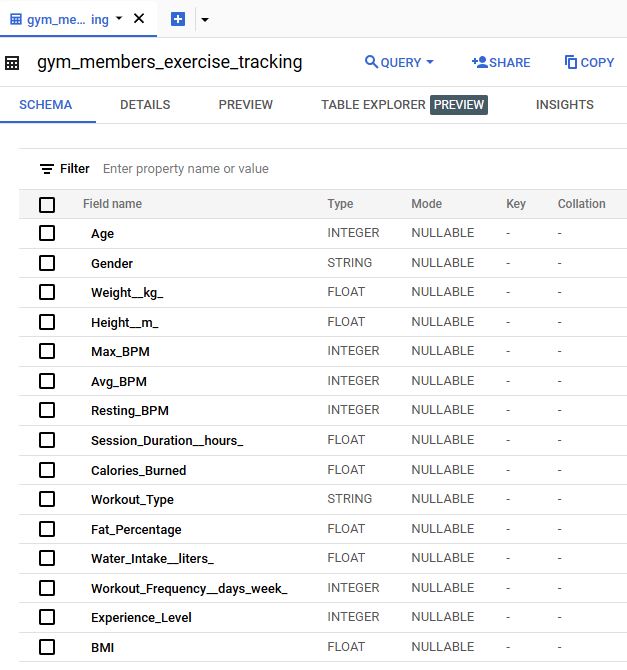 gym_me... ing
gym_members_exercise_tracking QUERY SHARE COPY
SCHEMA DETAILS PREVIEW TABLE EXPLORER PREVIEW INSIGHTS
Filter Enter property name or value
Field name Type Mode Key Collation
Age INTEGER NULLABLE - -
Gender STRING NULLABLE - -
Weight__kg_ FLOAT NULLABLE - -
Height__m_ FLOAT NULLABLE - -
Max_BPM INTEGER NULLABLE - -
Avg_BPM INTEGER NULLABLE - -
Resting_BPM INTEGER NULLABLE - -
Session_Duration__hours_ FLOAT NULLABLE - -
Calories_Burned FLOAT NULLABLE - -
Workout_Type STRING NULLABLE - -
Fat_Percentage FLOAT NULLABLE - -
Water_Intake__liters_ FLOAT NULLABLE - -
Workout_Frequency__days_week_ INTEGER NULLABLE - -
Experience_Level INTEGER NULLABLE - -
BMI FLOAT NULLABLE - -